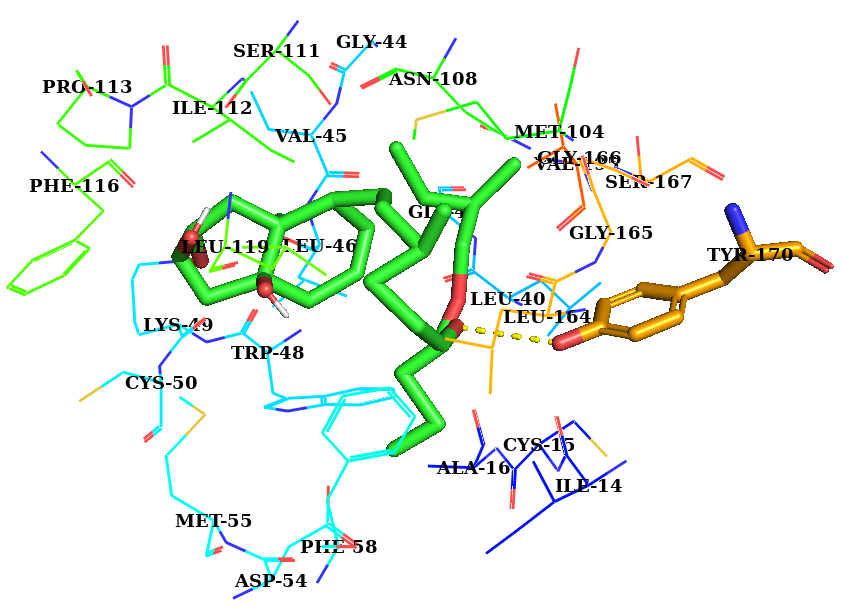 GLY-44
SER-111
ASN-108
PRO-113
ILE-112
VAL-45
MET-104
GLY-166
SER-167
PHE-116
GLY-165
LEU-119
LEU-46
TYR-170
LEU-40
LEU-164
LYS-49
TRP-48
CYS-50
CYS-15
ALA-16
ILE-14
MET-55
PHE-58
ASP-54